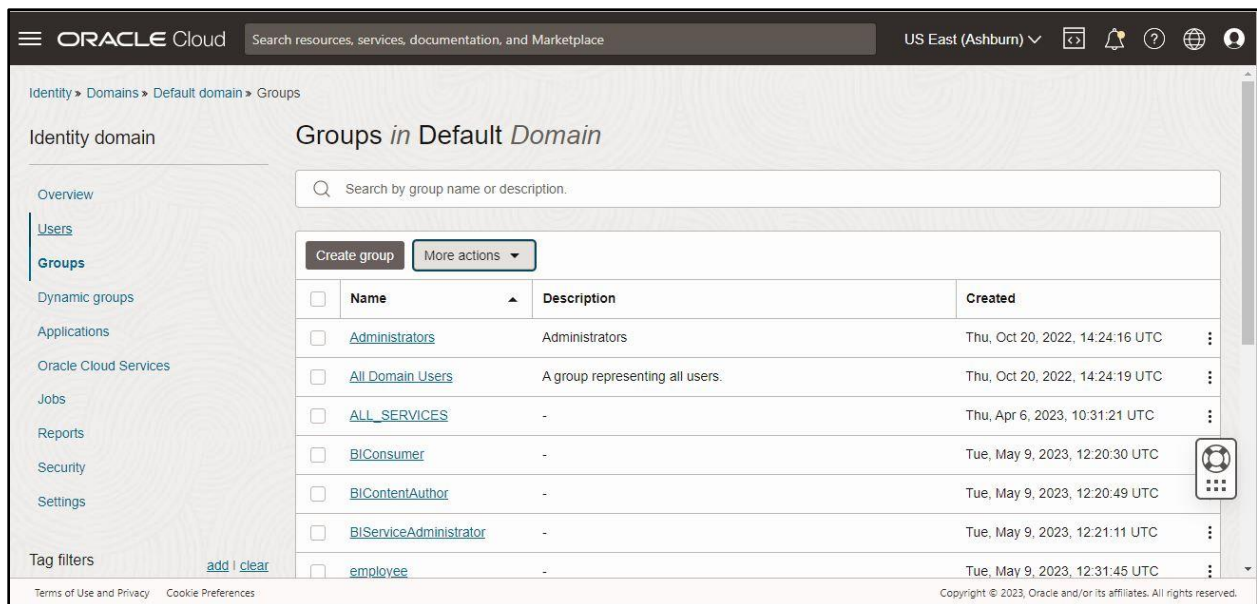 ORACLE Cloud
Search resources, services, documentation, and Marketplace
US East (Ashburn)
Identity » Domains » Default domain » Groups
Identity domain
Overview
Users
Groups
Dynamic groups
Applications
Oracle Cloud Services
Jobs
Reports
Security
Settings
Tag filters
add | clear
Groups in Default Domain
Search by group name or description.
Create group
More actions
Name Description Created
Administrators Administrators Thu, Oct 20, 2022, 14:24:16 UTC
All Domain Users A group representing all users. Thu, Oct 20, 2022, 14:24:19 UTC
ALL_SERVICES - Thu, Apr 6, 2023, 10:31:21 UTC
BIConsumer - Tue, May 9, 2023, 12:20:30 UTC
BIContentAuthor - Tue, May 9, 2023, 12:20:49 UTC
BIServiceAdministrator - Tue, May 9, 2023, 12:21:11 UTC
employee - Tue, May 9, 2023, 12:31:45 UTC
Terms of Use and Privacy Cookie Preferences
Copyright © 2023, Oracle and/or its affiliates. All rights reserved.